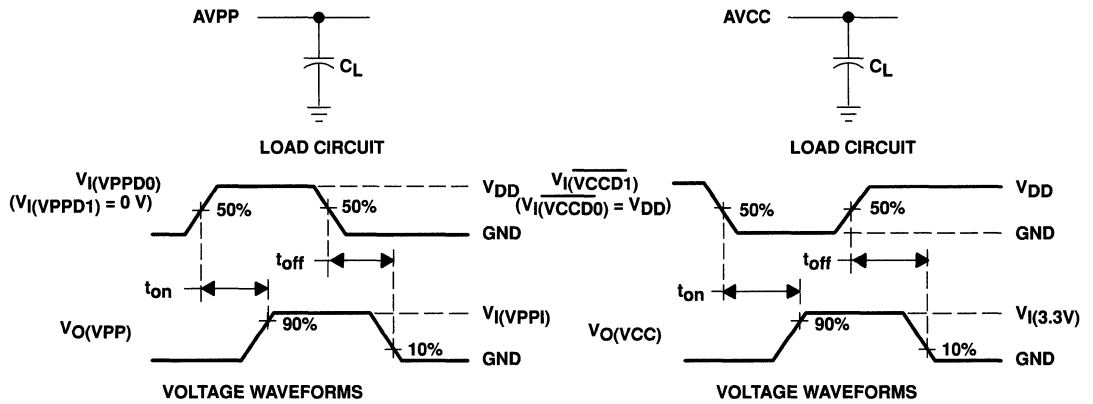 AVPP
CL
LOAD CIRCUIT
VI(VPPD0)
(VI(VPPD1) = 0 V)
50%
50%
VDD
GND
toff
ton
VO(VPP)
90%
10%
VI(VPPI)
GND
VOLTAGE WAVEFORMS
AVCC
CL
LOAD CIRCUIT
VI(V̅C̅C̅D̅1̅)
(VI(V̅C̅C̅D̅0̅) = VDD)
50%
50%
VDD
GND
toff
ton
VO(VCC)
90%
10%
VI(3.3V)
GND
VOLTAGE WAVEFORMS